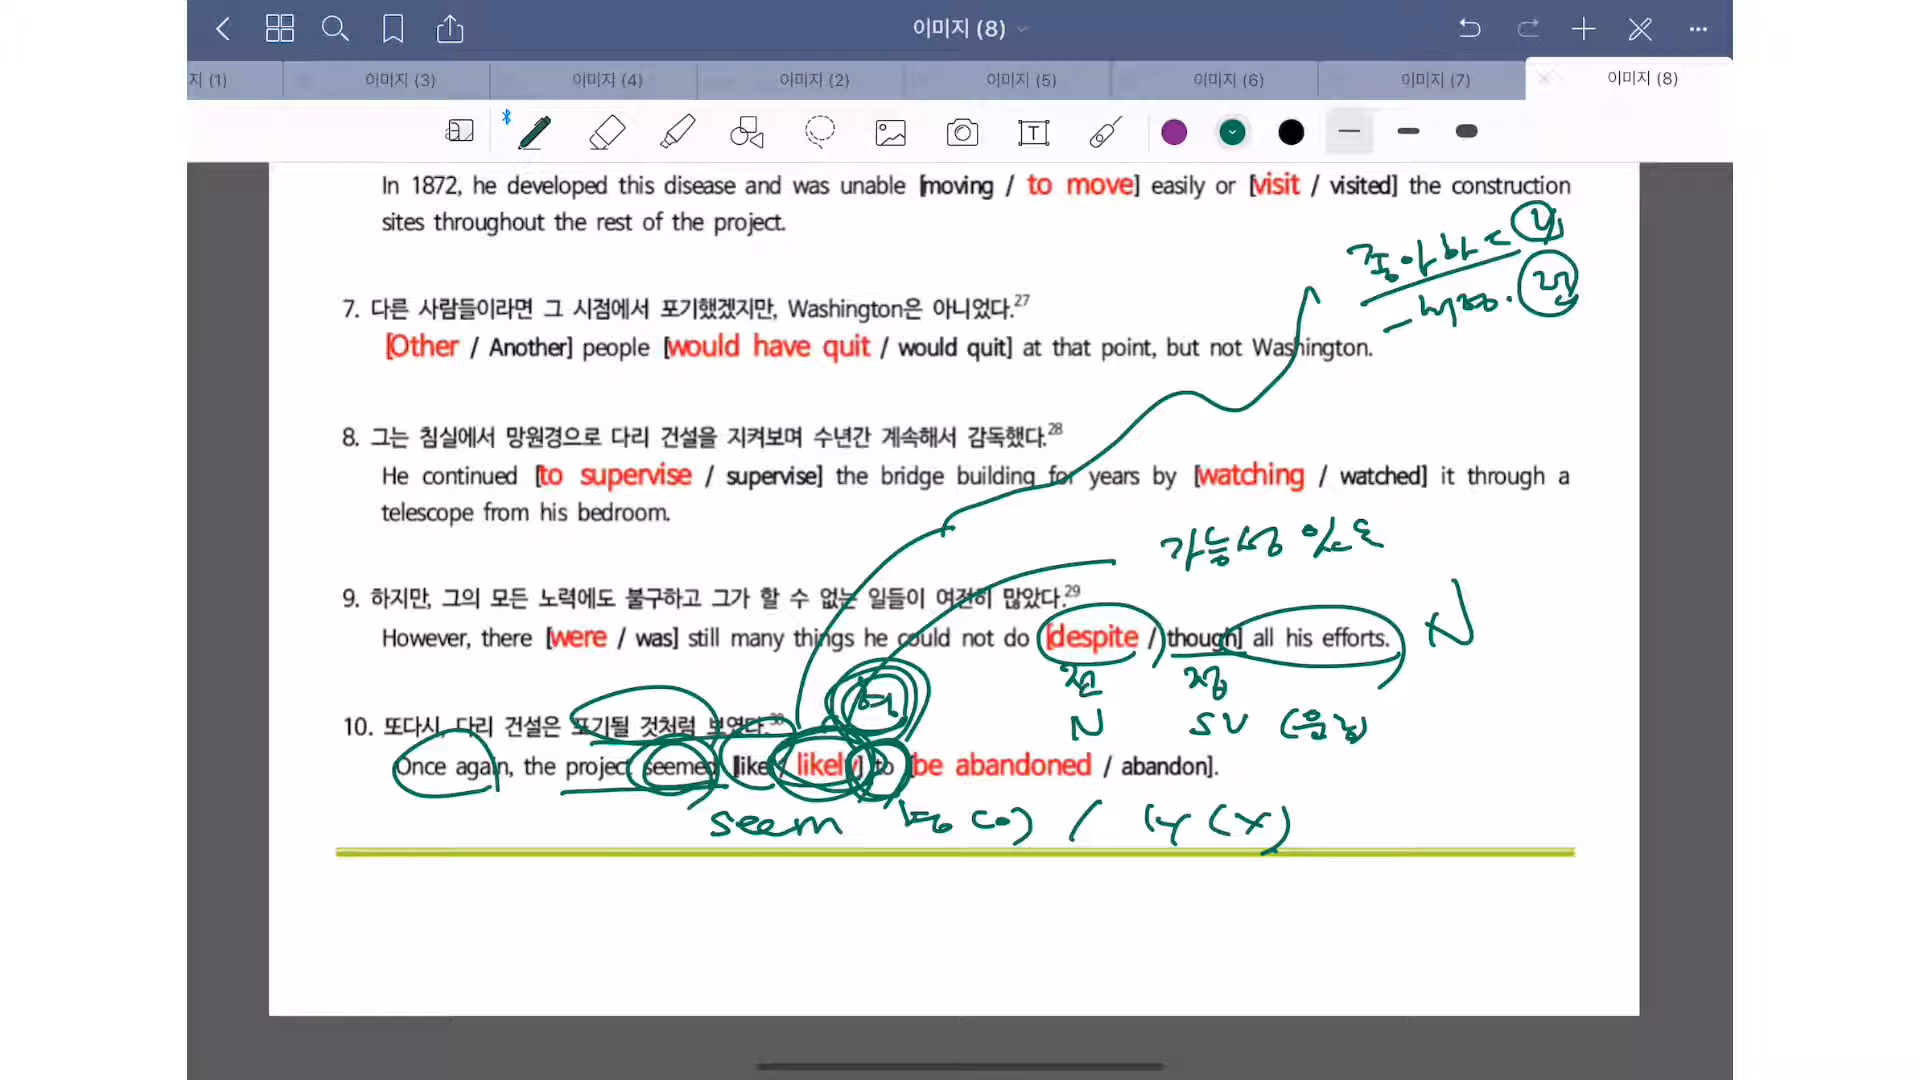 이미지 (8)
지 (1) 이미지 (3) 이미지 (4) 이미지 (2) 이미지 (5) 이미지 (6) 이미지 (7) 이미지 (8)
In 1872, he developed this disease and was unable [moving / to move] easily or [visit / visited] the construction
sites throughout the rest of the project.
좋아하다
7. 다른 사람들이라면 그 시점에서 포기했겠지만, Washington은 아니었다.27
[Other / Another] people [would have quit / would quit] at that point, but not Washington.
8. 그는 침실에서 망원경으로 다리 건설을 지켜보며 수년간 계속해서 감독했다.28
He continued [to supervise / supervise] the bridge building for years by [watching / watched] it through a
telescope from his bedroom.
가능성 있는
9. 하지만, 그의 모든 노력에도 불구하고 그가 할 수 없는 일들이 여전히 많았다.29
However, there [were / was] still many things he could not do [despite / though] all his efforts. N
전 접
N SV
10. 또다시, 다리 건설은 포기될 것처럼 보였다.30
형
Once again, the project seemed [like / likely] to [be abandoned / abandon].
seem 형 (o) / ly (x)